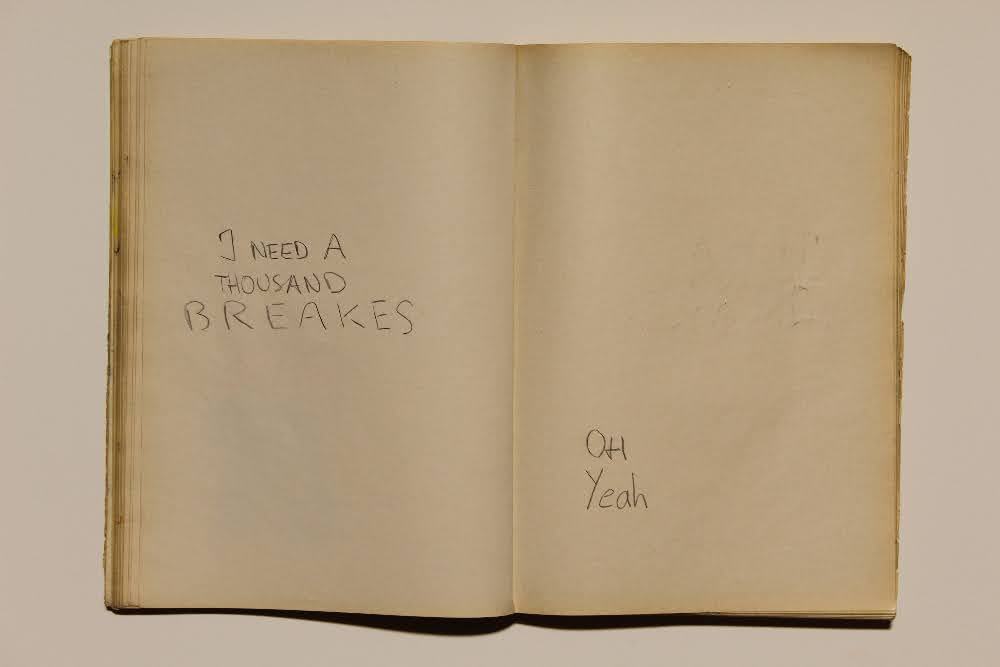 I NEED A
THOUSAND
BREAKES
OH
Yeah